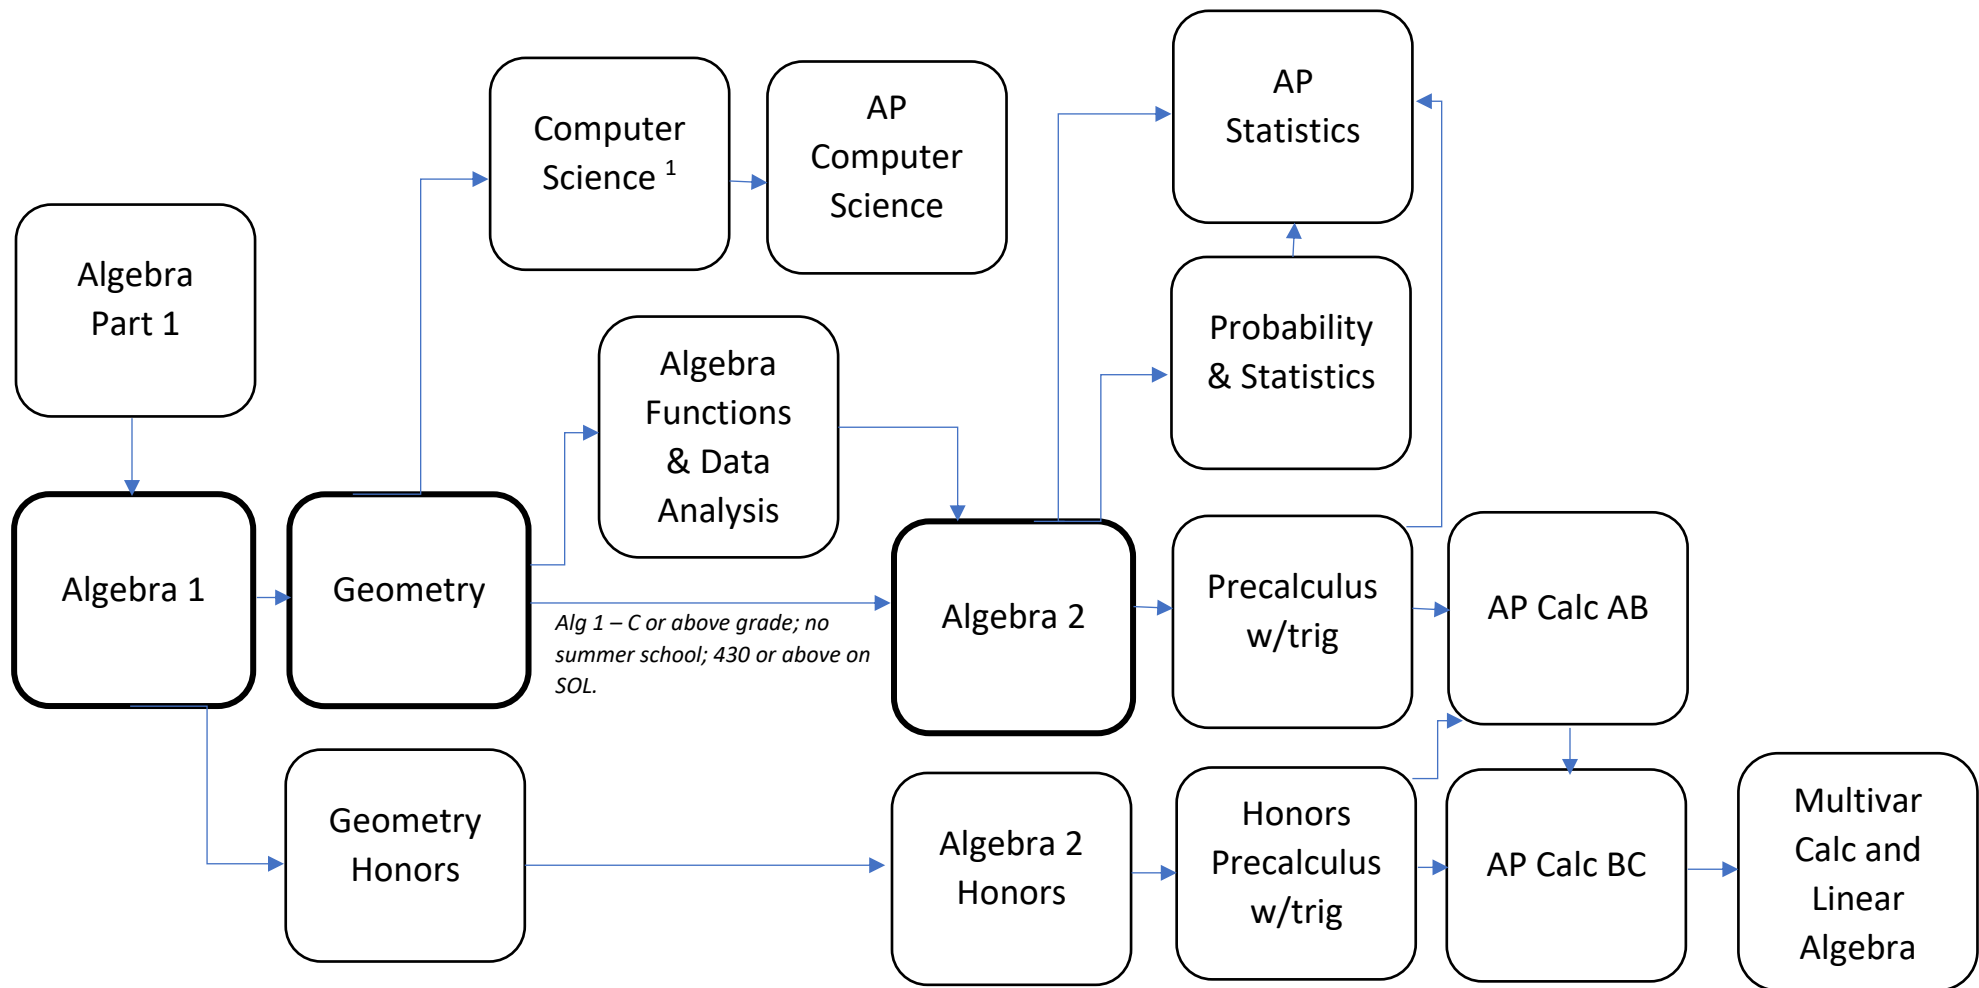 AP
Statistics
Computer
Science 1
AP
Computer
Science
Algebra
Part 1
Probability
& Statistics
Algebra
Functions
& Data
Analysis
Algebra 1
Geometry
Alg 1 – C or above grade; no
summer school; 430 or above on
SOL.
Algebra 2
Precalculus
w/trig
AP Calc AB
Geometry
Honors
Algebra 2
Honors
Honors
Precalculus
w/trig
AP Calc BC
Multivar
Calc and
Linear
Algebra